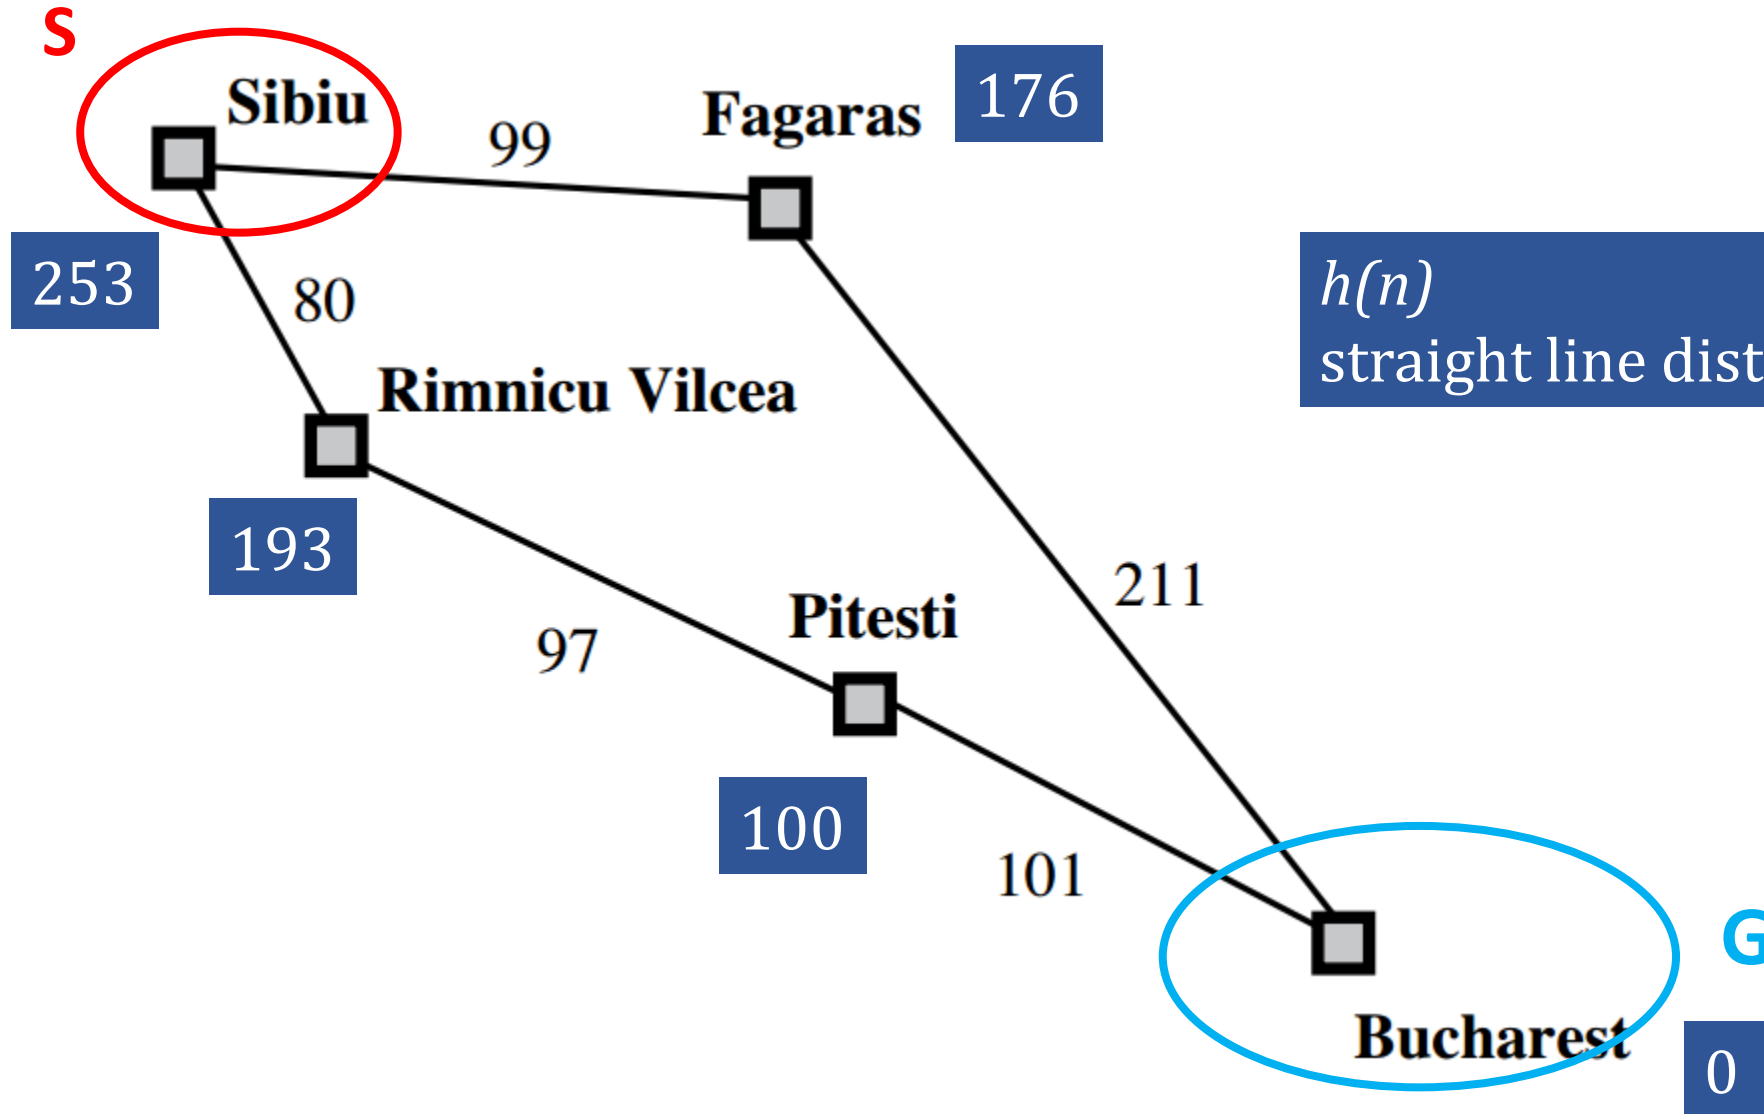 S
Sibiu
99
Fagaras
176
253
80
h(n)
straight line dist
Rimnicu Vilcea
193
97
Pitesti
211
100
101
G
Bucharest
0